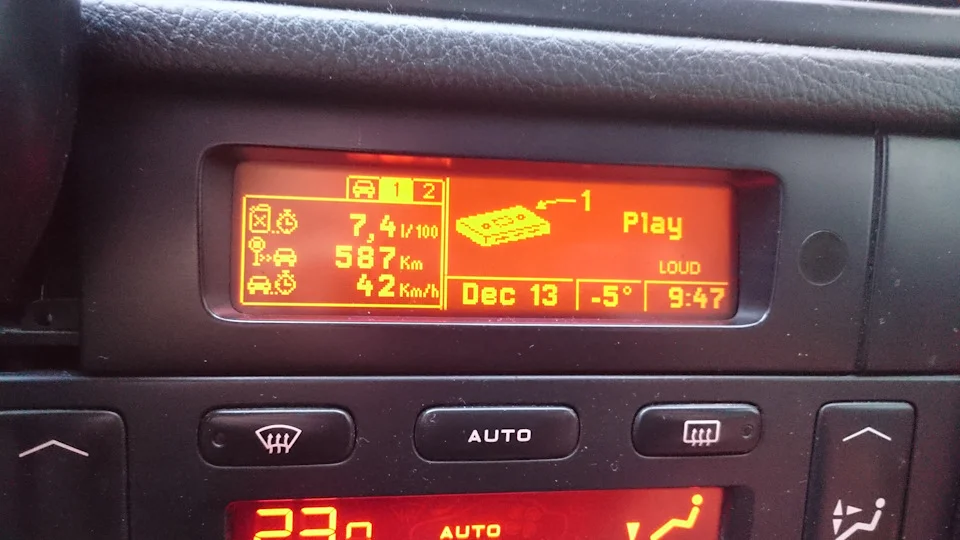 1 2
7,4 l/100
587 Km
42 Km/h
1
Play
LOUD
Dec 13 -5° 9:47
AUTO
AUTO